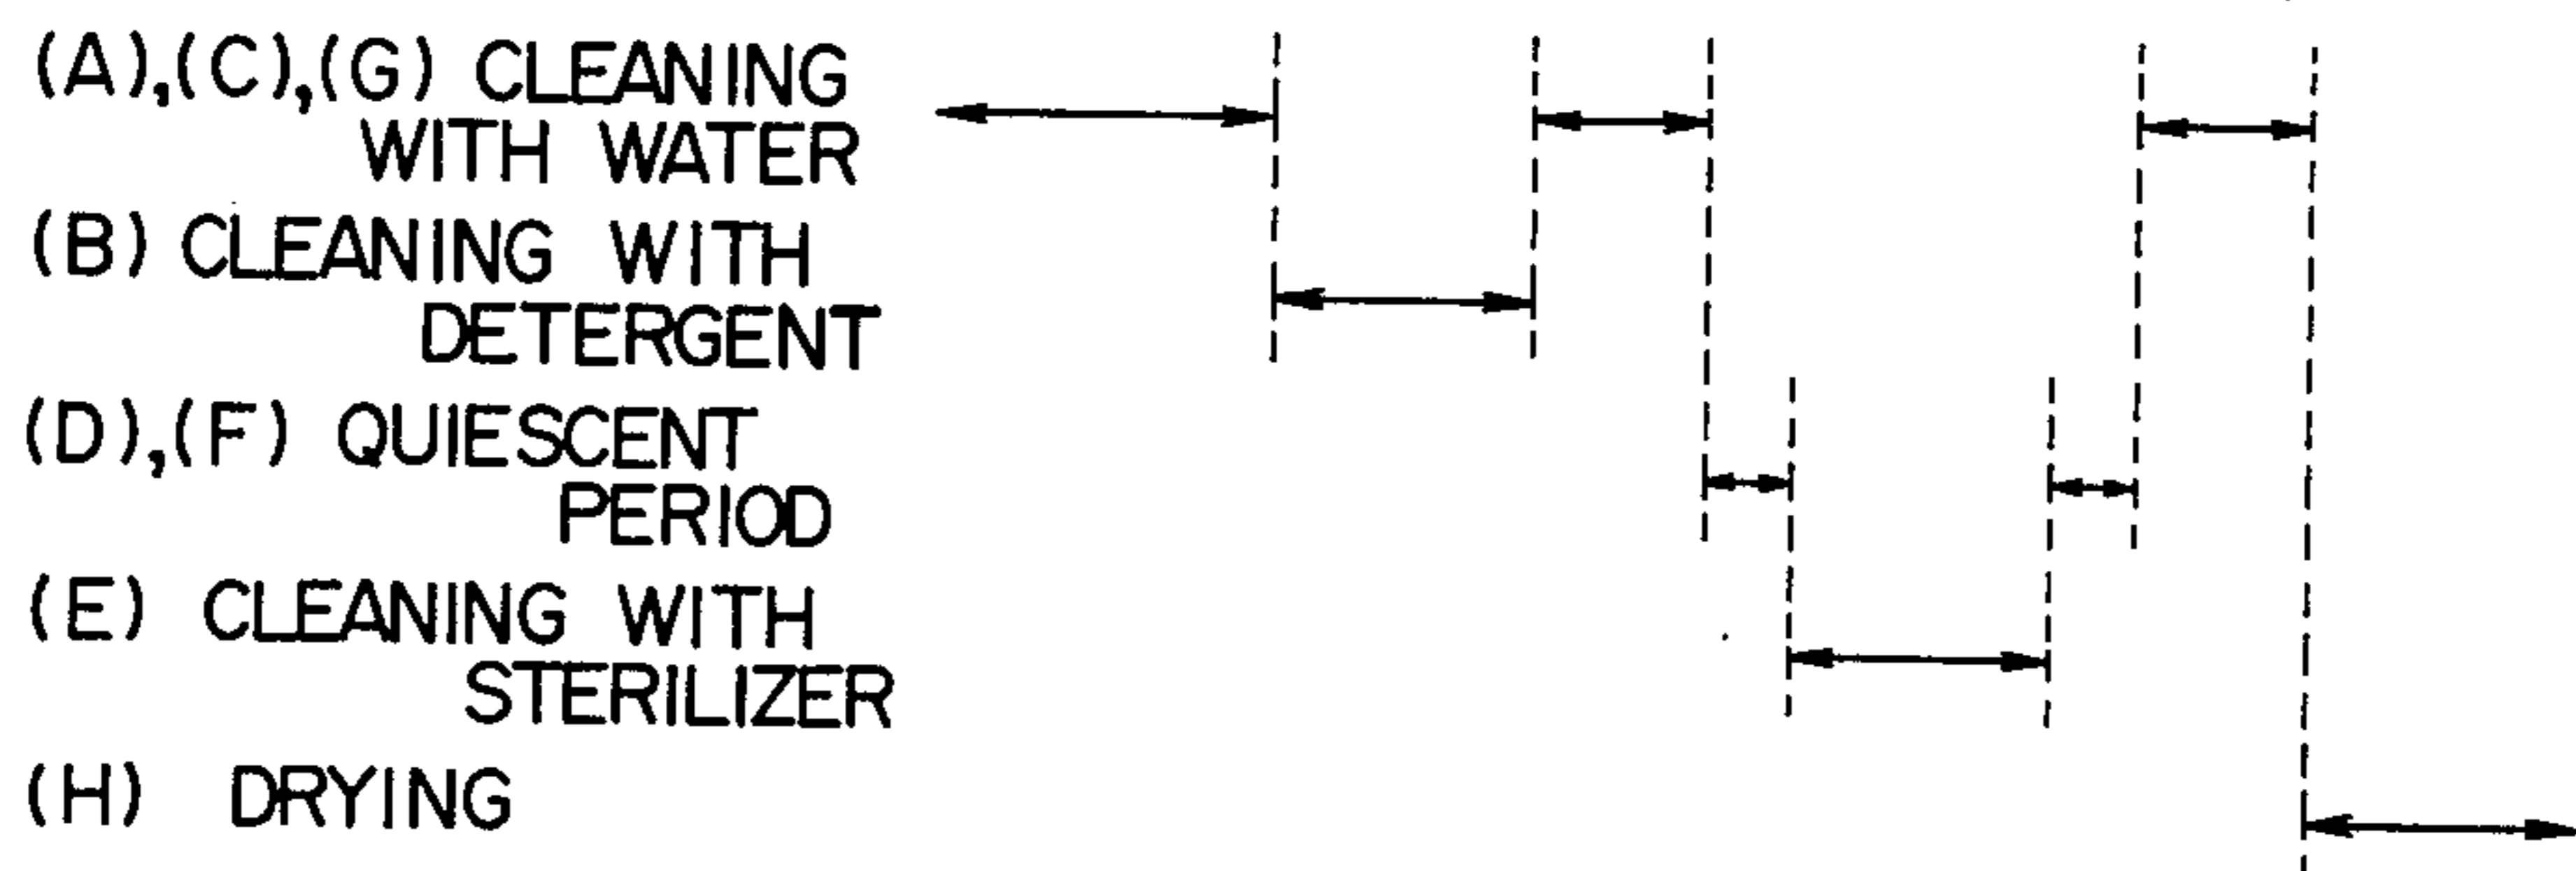 (A),(C),(G) CLEANING
WITH WATER
(B) CLEANING WITH
DETERGENT
(D),(F) QUIESCENT
PERIOD
(E) CLEANING WITH
STERILIZER
(H) DRYING